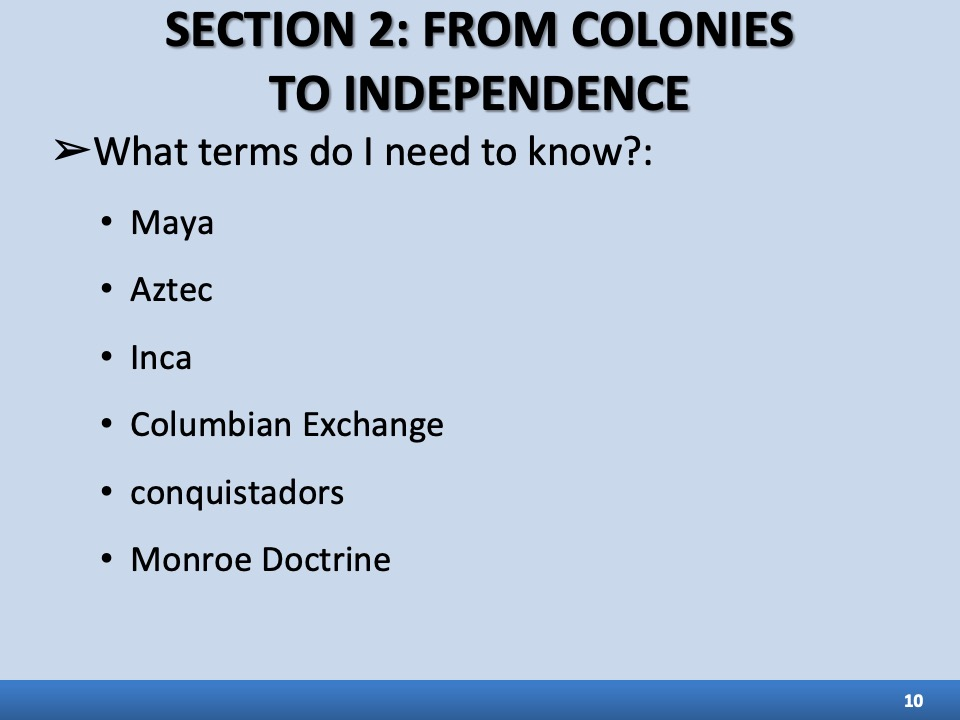 SECTION 2: FROM COLONIES
TO INDEPENDENCE
➢What terms do I need to know?:
• Maya
• Aztec
• Inca
• Columbian Exchange
• conquistadors
• Monroe Doctrine
10